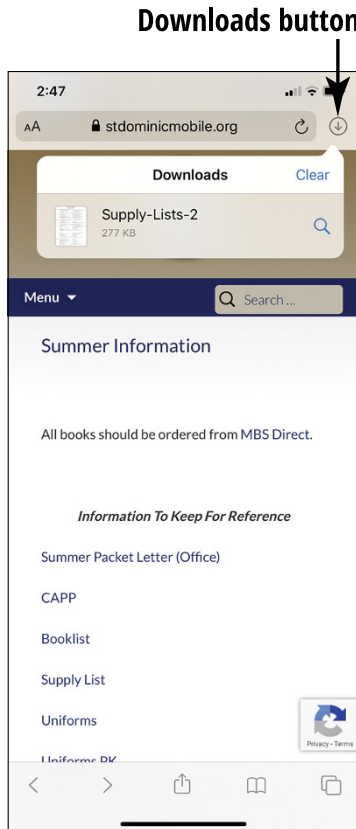 Downloads button
2:47
AA stdominicmobile.org
Downloads Clear
Supply-Lists-2
277 KB
Menu Search ...
Summer Information
All books should be ordered from MBS Direct.
Information To Keep For Reference
Summer Packet Letter (Office)
CAPP
Booklist
Supply List
Uniforms
Privacy - Terms
Uniforms PK